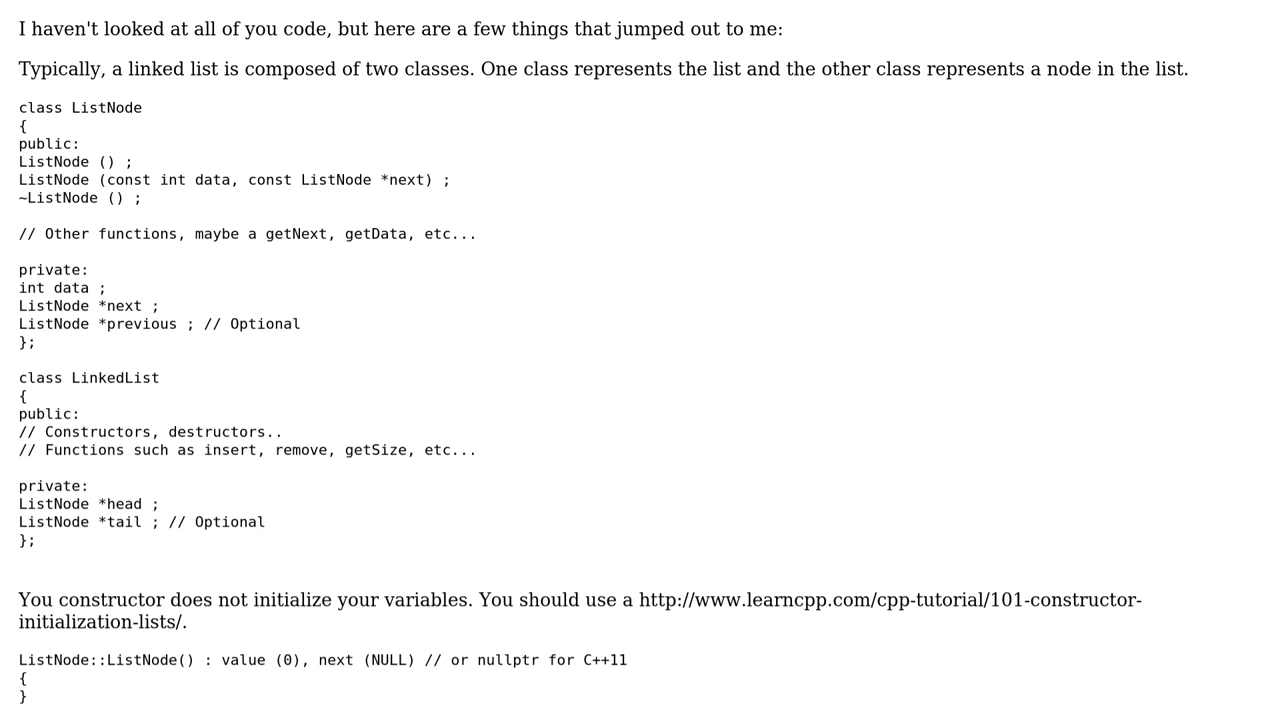 I haven't looked at all of you code, but here are a few things that jumped out to me:
Typically, a linked list is composed of two classes. One class represents the list and the other class represents a node in the list.
class ListNode
{
public:
ListNode () ;
ListNode (const int data, const ListNode *next) ;
~ListNode () ;
// Other functions, maybe a getNext, getData, etc...
private:
int data ;
ListNode *next ;
ListNode *previous ; // Optional
};
class LinkedList
{
public:
// Constructors, destructors..
// Functions such as insert, remove, getSize, etc...
private:
ListNode *head ;
ListNode *tail ; // Optional
};
You constructor does not initialize your variables. You should use a http://www.learncpp.com/cpp-tutorial/101-constructor-
initialization-lists/.
ListNode::ListNode() : value (0), next (NULL) // or nullptr for C++11
{
}